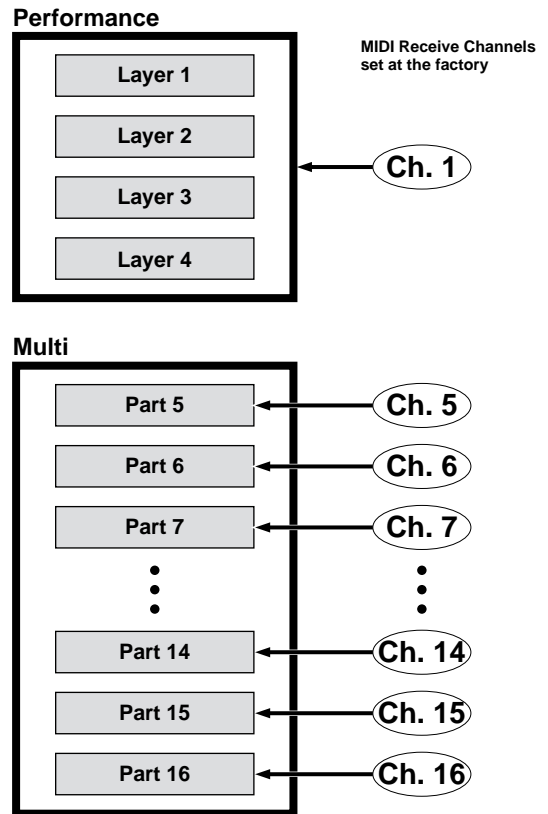 Performance
MIDI Receive Channels
set at the factory
Layer 1
Layer 2
Ch. 1
Layer 3
Layer 4
Multi
Part 5
Ch. 5
Part 6
Ch. 6
Part 7
Ch. 7
Part 14
Ch. 14
Part 15
Ch. 15
Part 16
Ch. 16